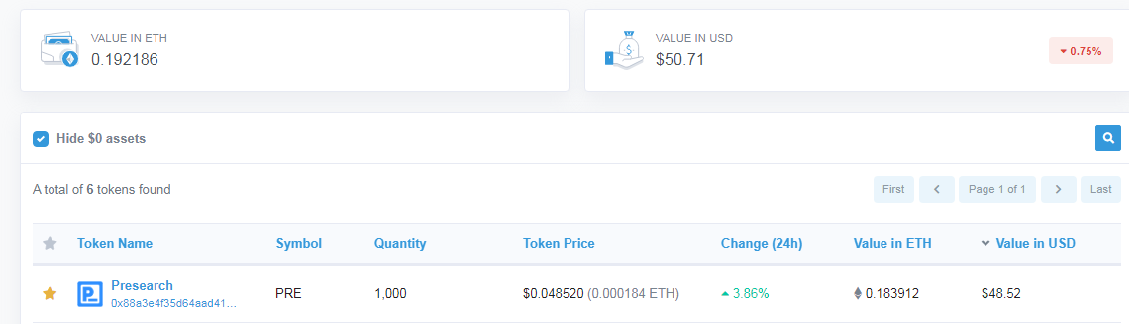 VALUE IN ETH
0.192186
VALUE IN USD
$50.71
0.75%
Hide $0 assets
A total of 6 tokens found
First
Page 1 of 1
Last
Token Name Symbol Quantity Token Price Change (24h) Value in ETH Value in USD
Presearch
0x88a3e4f35d64aad41...
PRE 1,000 $0.048520 (0.000184 ETH) 3.86% 0.183912 $48.52